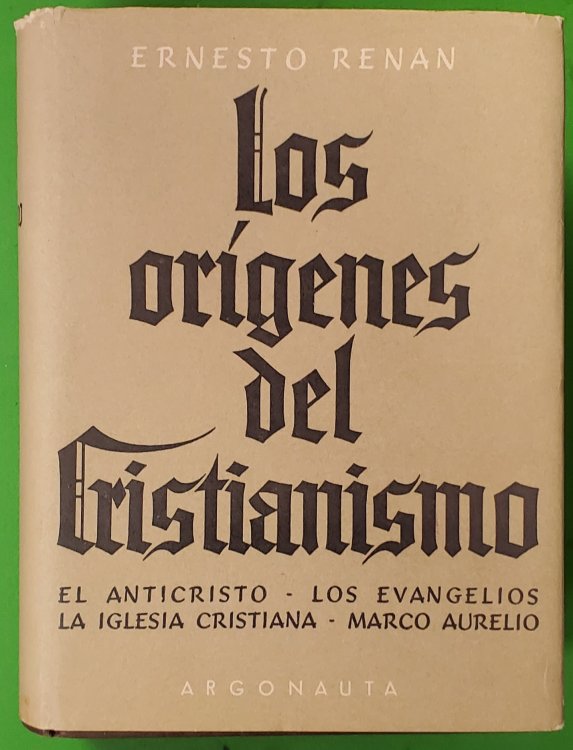 ERNESTO RENAN
Los
orígenes
del
Cristianismo
EL ANTICRISTO - LOS EVANGELIOS
LA IGLESIA CRISTIANA - MARCO AURELIO
ARGONAUTA